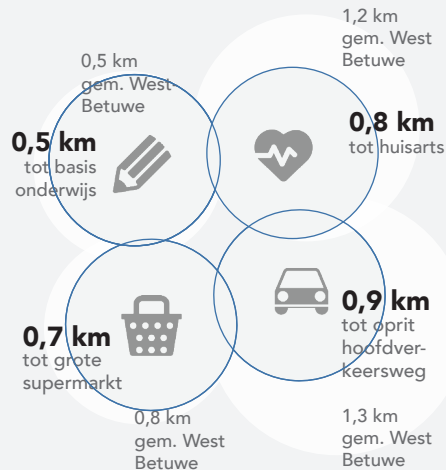 1,2 km
gem. West
Betuwe
0,5 km
gem. West-
Betuwe
0,5 km
tot basis
onderwijs
0,8 km
tot huisarts
0,7 km
tot grote
supermarkt
0,9 km
tot oprit
hoofdver-
keersweg
0,8 km
gem. West
Betuwe
1,3 km
gem. West
Betuwe